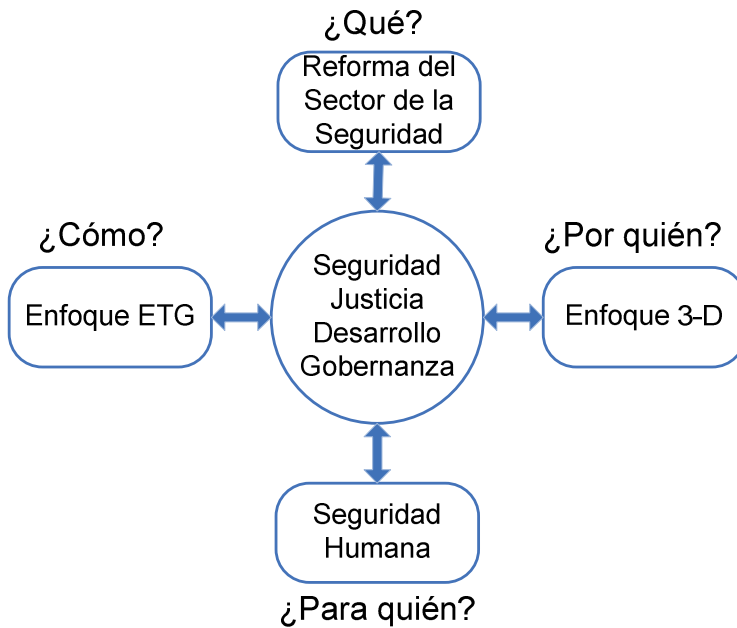 ¿Qué?
Reforma del
Sector de la
Seguridad
¿Cómo?
Enfoque ETG
Seguridad
Justicia
Desarrollo
Gobernanza
¿Por quién?
Enfoque 3-D
Seguridad
Humana
¿Para quién?